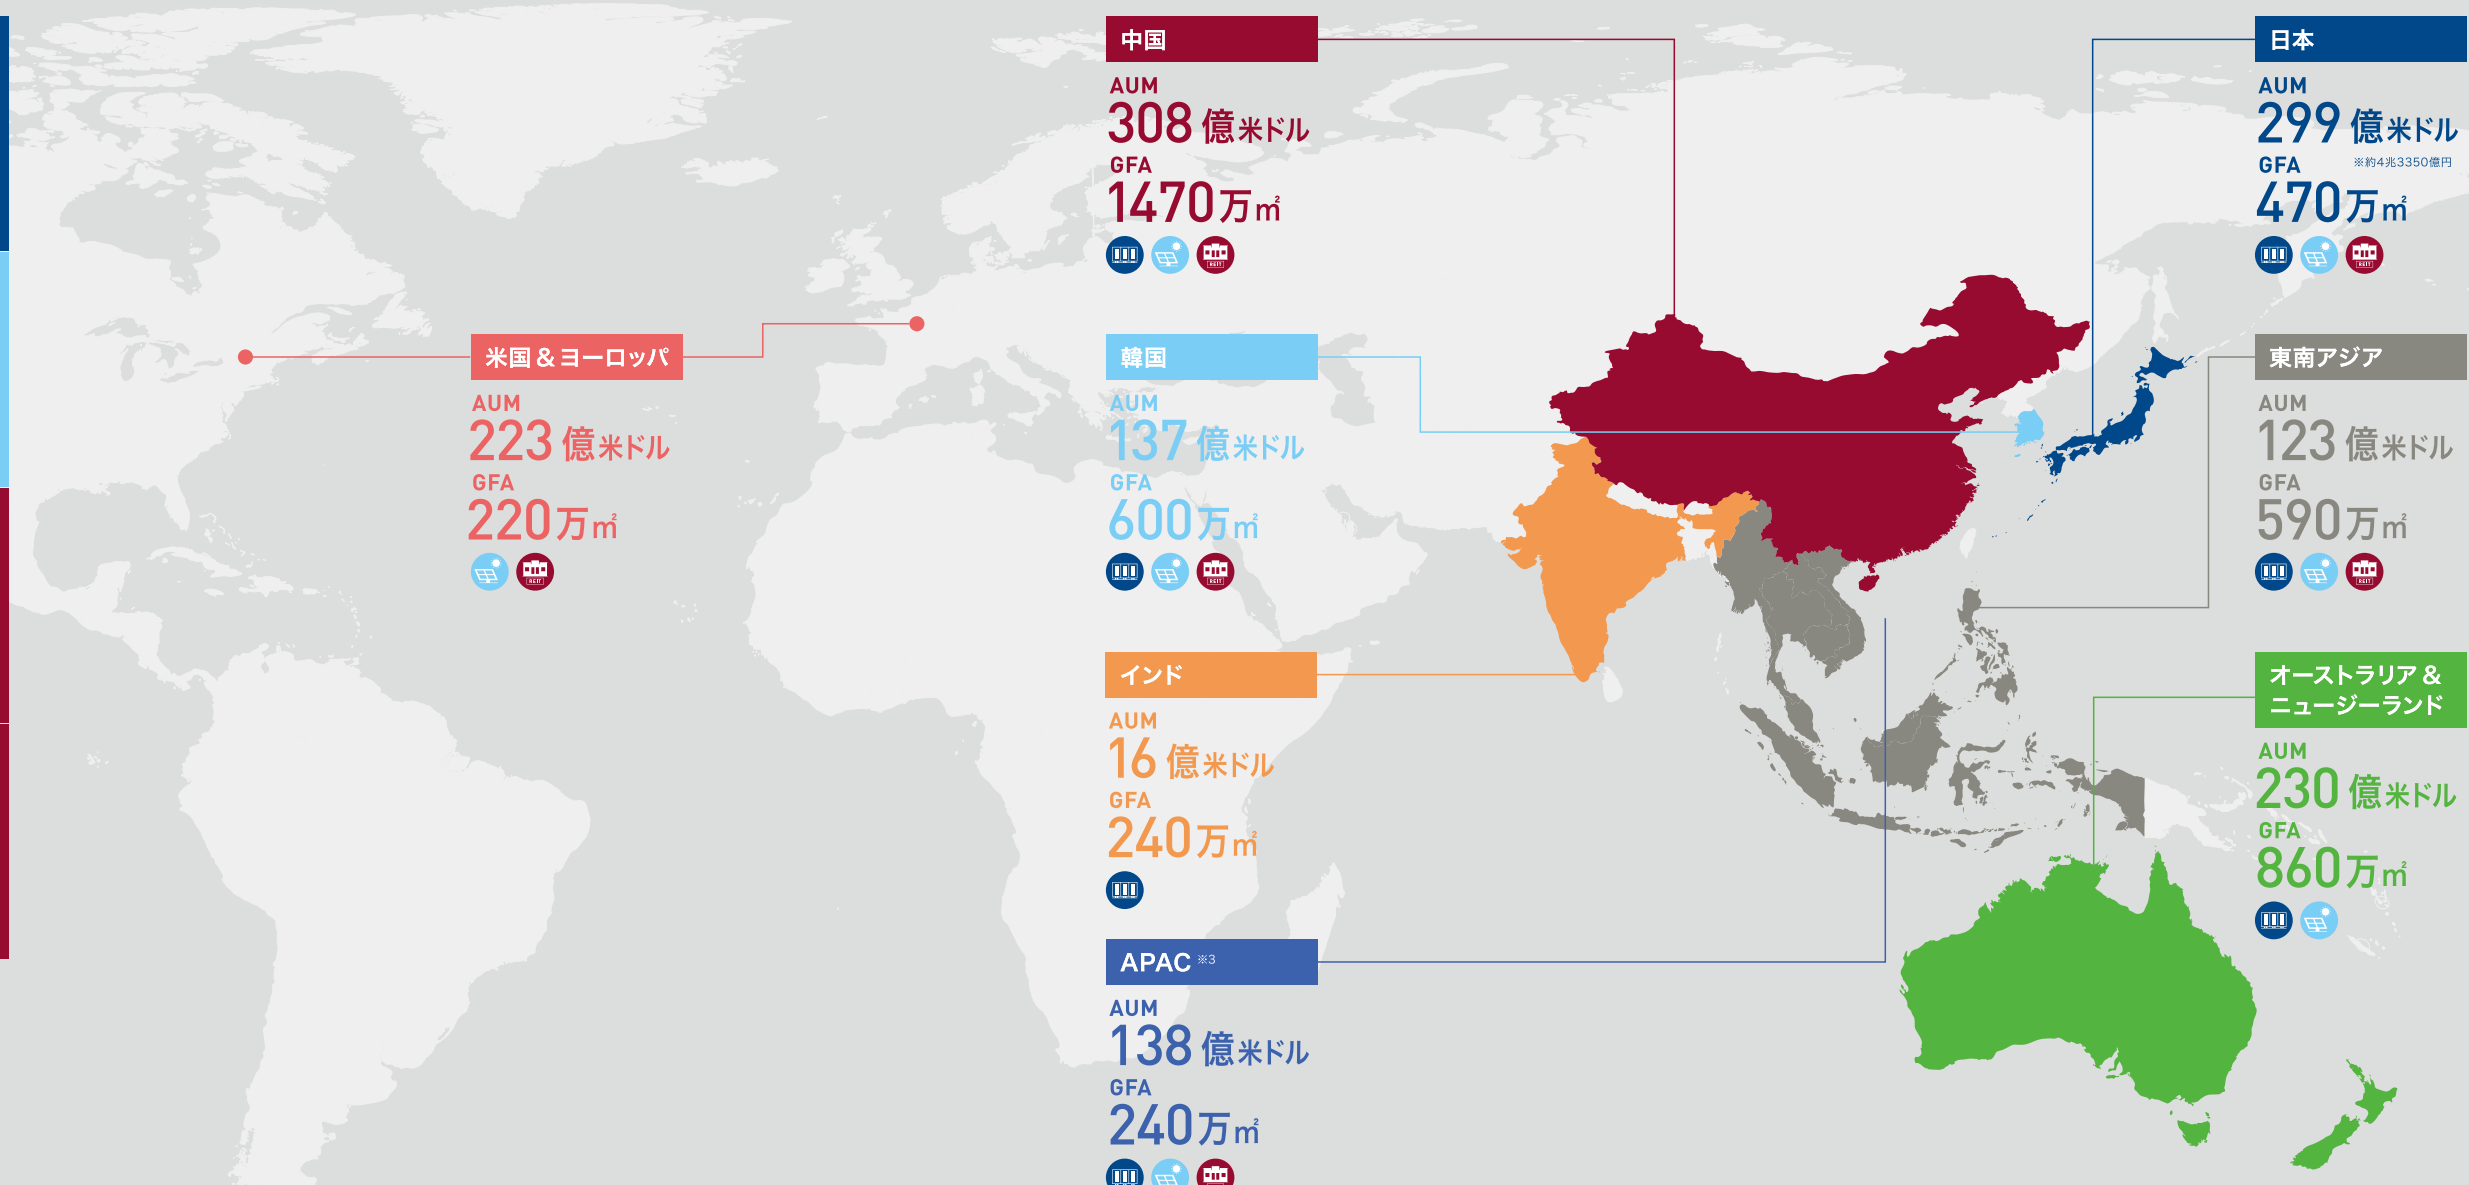 米国 & ヨーロッパ
AUM
223 億米ドル
GFA
220万㎡
REIT
中国
AUM
308 億米ドル
GFA
1470万㎡
REIT
韓国
AUM
137 億米ドル
GFA
600万㎡
REIT
インド
AUM
16 億米ドル
GFA
240万㎡
APAC ※3
AUM
138 億米ドル
GFA
240万㎡
日本
AUM
299 億米ドル
※約4兆3350億円
GFA
470万㎡
REIT
東南アジア
AUM
123 億米ドル
GFA
590万㎡
REIT
オーストラリア &
ニュージーランド
AUM
230 億米ドル
GFA
860万㎡